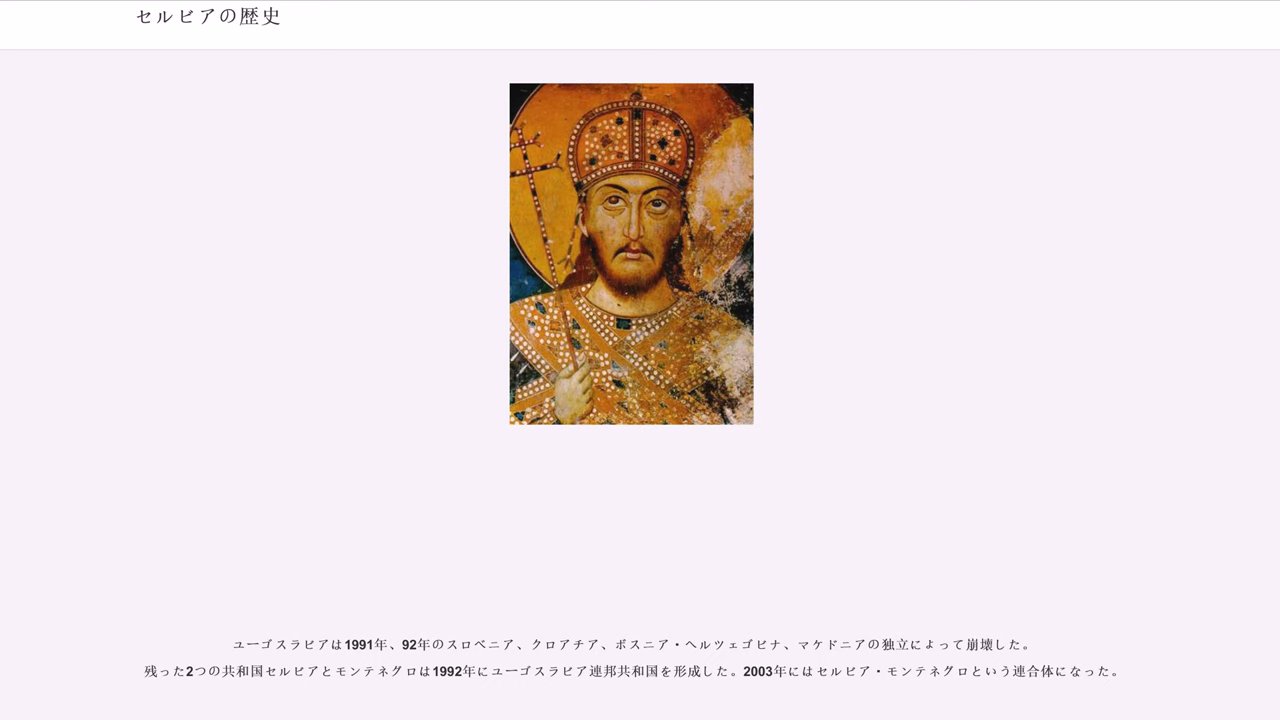 セルビアの歴史
ユーゴスラビアは1991年、92年のスロベニア、クロアチア、ボスニア・ヘルツェゴビナ、マケドニアの独立によって崩壊した。
残った2つの共和国セルビアとモンテネグロは1992年にユーゴスラビア連邦共和国を形成した。2003年にはセルビア・モンテネグロという連合体になった。